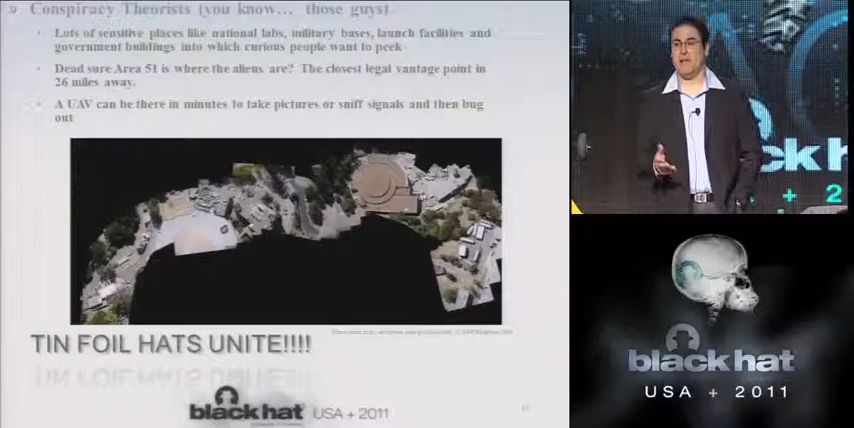 » Conspiracy Theorists (you know… those guys)
• Lots of sensitive places like national labs, military bases, launch facilities and
government buildings into which curious people want to peek
• Dead sure Area 51 is where the aliens are? The closest legal vantage point in
26 miles away.
• A UAV can be there in minutes to take pictures or sniff signals and then bug
out
TIN FOIL HATS UNITE!!!!
black hat USA + 2011
ck h
+ 2
black hat
USA + 2011